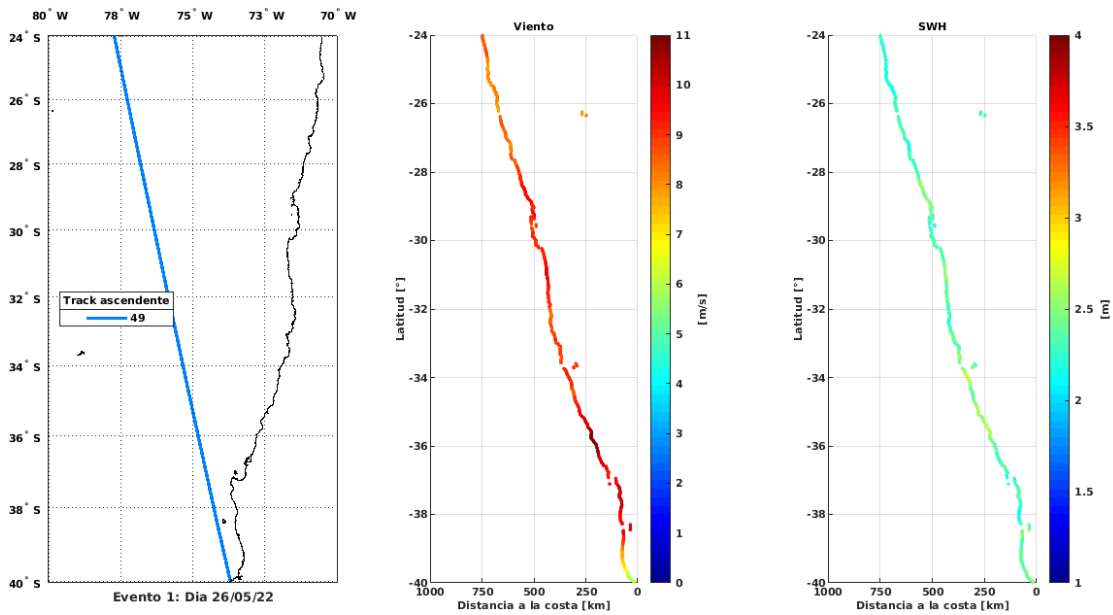 80° W 78° W 75° W 73° W 70° W
24° S
26° S
28° S
30° S
32° S
34° S
36° S
38° S
40° S
Track ascendente
49
Evento 1: Dia 26/05/22
Viento
-24
-26
-28
-30
-32
-34
-36
-38
-40
Latitud [°]
1000 750 500 250 0
Distancia a la costa [km]
11
10
9
8
7
6
5
4
3
2
1
0
[m/s]
SWH
-24
-26
-28
-30
-32
-34
-36
-38
-40
Latitud [°]
1000 750 500 250 0
Distancia a la costa [km]
4
3.5
3
2.5
2
1.5
1
[m]